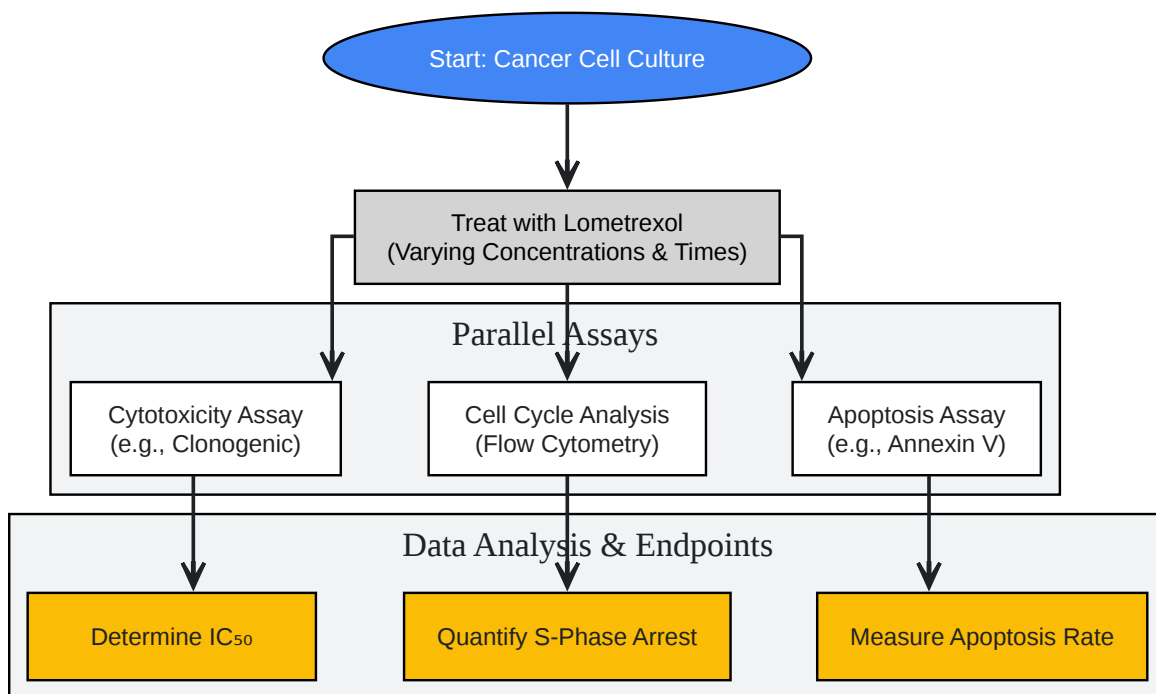 Start: Cancer Cell Culture
Treat with Lometrexol
(Varying Concentrations & Times)
Parallel Assays
Cytotoxicity Assay
(e.g., Clonogenic)
Cell Cycle Analysis
(Flow Cytometry)
Apoptosis Assay
(e.g., Annexin V)
Data Analysis & Endpoints
Determine IC₅₀
Quantify S-Phase Arrest
Measure Apoptosis Rate